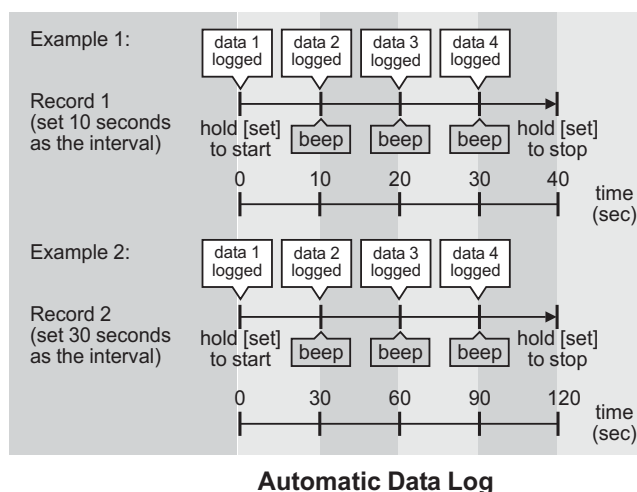 Example 1:
data 1 logged
data 2 logged
data 3 logged
data 4 logged
Record 1
(set 10 seconds
as the interval)
hold [set]
to start
beep
beep
beep
hold [set]
to stop
0 10 20 30 40
time
(sec)
Example 2:
data 1 logged
data 2 logged
data 3 logged
data 4 logged
Record 2
(set 30 seconds
as the interval)
hold [set]
to start
beep
beep
beep
hold [set]
to stop
0 30 60 90 120
time
(sec)
Automatic Data Log